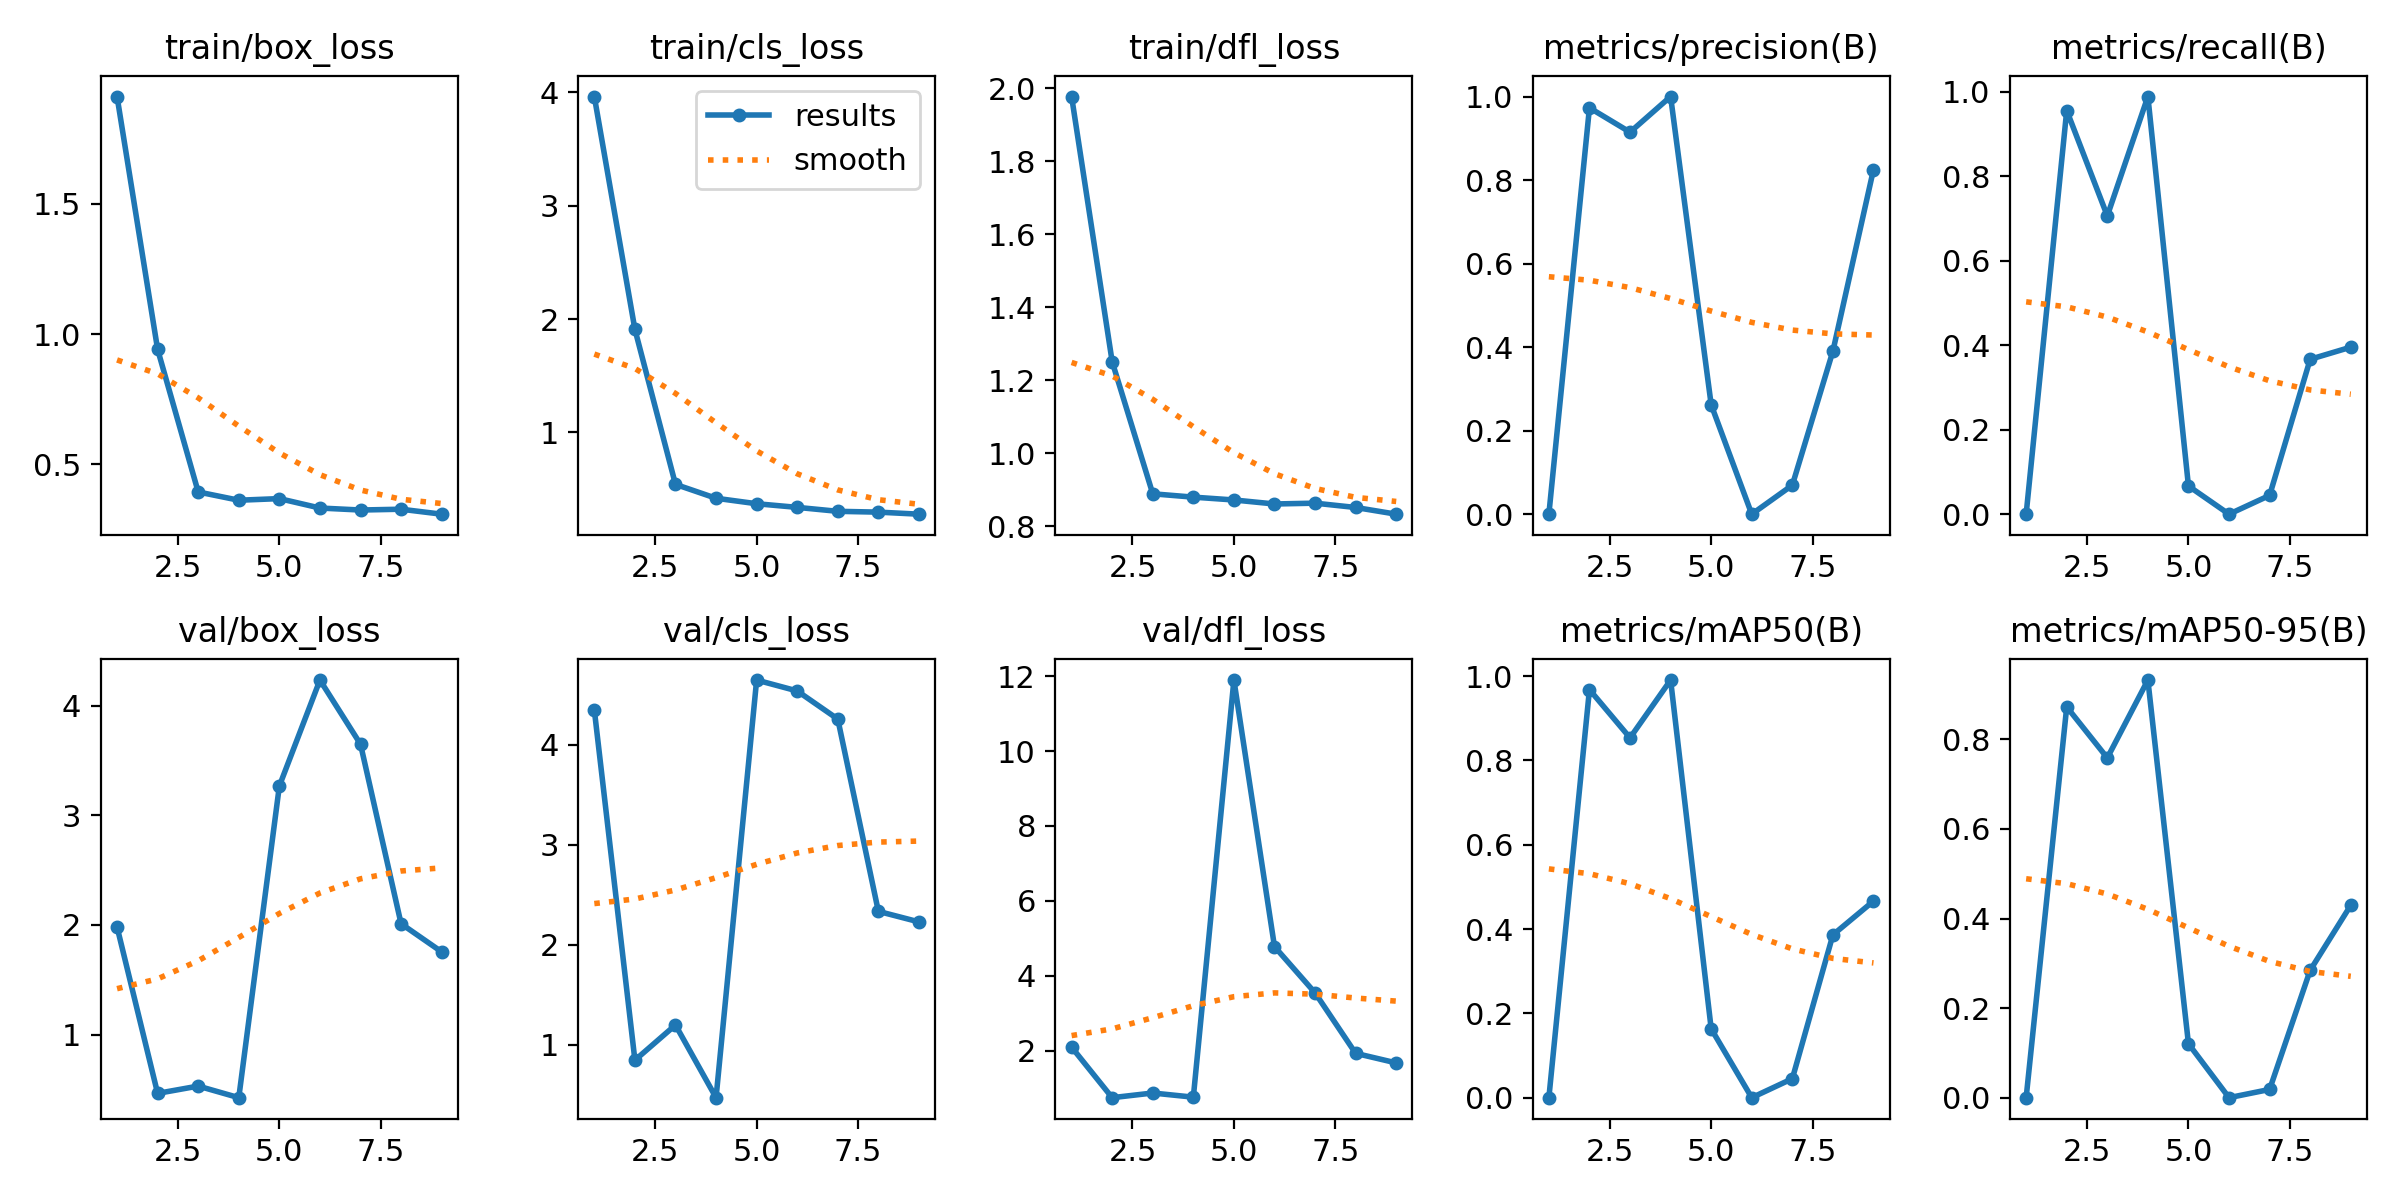 train/box_loss
1.5
1.0
0.5
2.5 5.0 7.5
train/cls_loss
results
smooth
4
3
2
1
2.5 5.0 7.5
train/dfl_loss
2.0
1.8
1.6
1.4
1.2
1.0
0.8
2.5 5.0 7.5
metrics/precision(B)
1.0
0.8
0.6
0.4
0.2
0.0
2.5 5.0 7.5
metrics/recall(B)
1.0
0.8
0.6
0.4
0.2
0.0
2.5 5.0 7.5
val/box_loss
4
3
2
1
2.5 5.0 7.5
val/cls_loss
4
3
2
1
2.5 5.0 7.5
val/dfl_loss
12
10
8
6
4
2
2.5 5.0 7.5
metrics/mAP50(B)
1.0
0.8
0.6
0.4
0.2
0.0
2.5 5.0 7.5
metrics/mAP50-95(B)
0.8
0.6
0.4
0.2
0.0
2.5 5.0 7.5